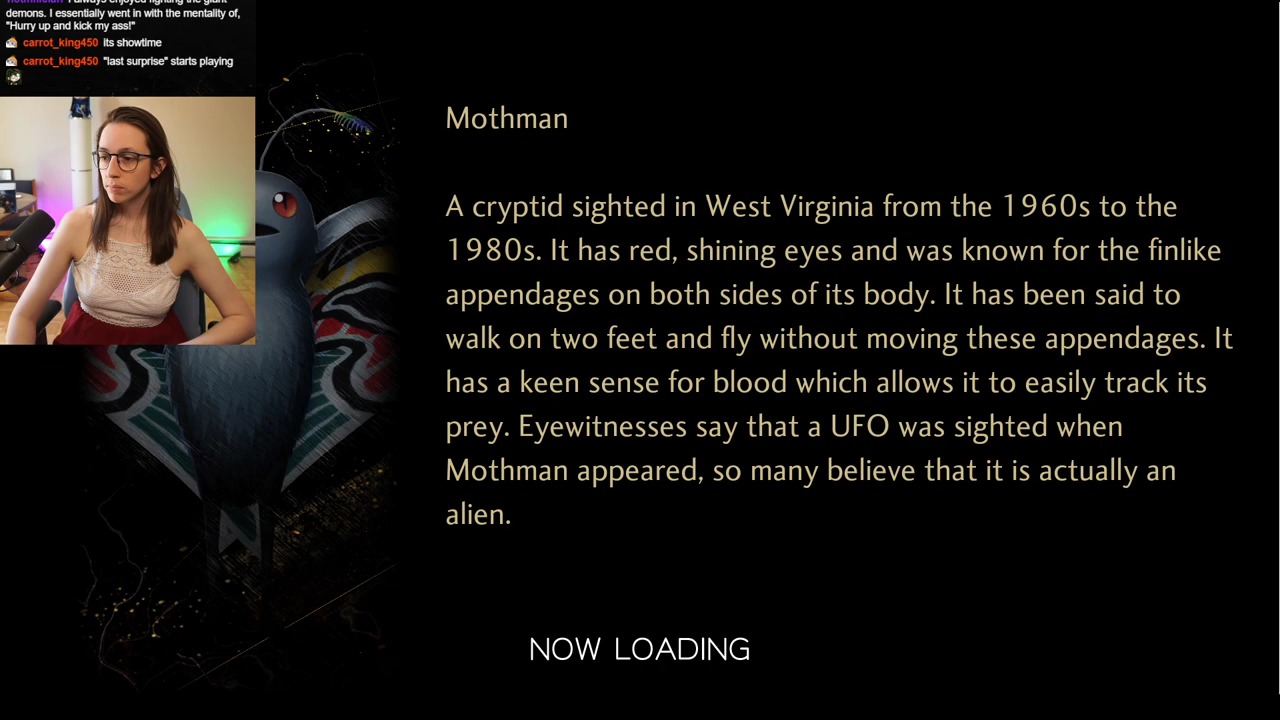 demons. I essentially went in with the mentality of,
"Hurry up and kick my ass!"
carrot_king450 its showtime
carrot_king450 "last surprise" starts playing
Mothman
A cryptid sighted in West Virginia from the 1960s to the
1980s. It has red, shining eyes and was known for the finlike
appendages on both sides of its body. It has been said to
walk on two feet and fly without moving these appendages. It
has a keen sense for blood which allows it to easily track its
prey. Eyewitnesses say that a UFO was sighted when
Mothman appeared, so many believe that it is actually an
alien.
NOW LOADING